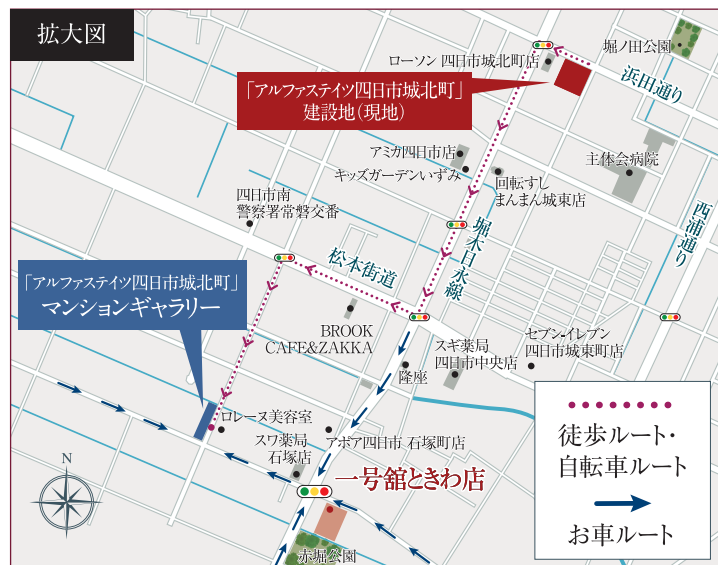 拡大図
ローソン 四日市城北町店
堀ノ田公園
浜田通り
「アルファステイツ四日市城北町」
建設地(現地)
アミカ四日市店
キッズガーデンいずみ
回転すし
まんまん城東店
主体会病院
四日市南
警察署常磐交番
西浦通り
堀木日永線
松本街道
「アルファステイツ四日市城北町」
マンションギャラリー
BROOK
CAFE&ZAKKA
スギ薬局
四日市中央店
セブン-イレブン
四日市城東町店
隆座
ロレーヌ美容室
スワ薬局
石塚店
アポア四日市 石塚町店
一号舘ときわ店
赤堀公園
N
徒歩ルート・
自転車ルート
お車ルート